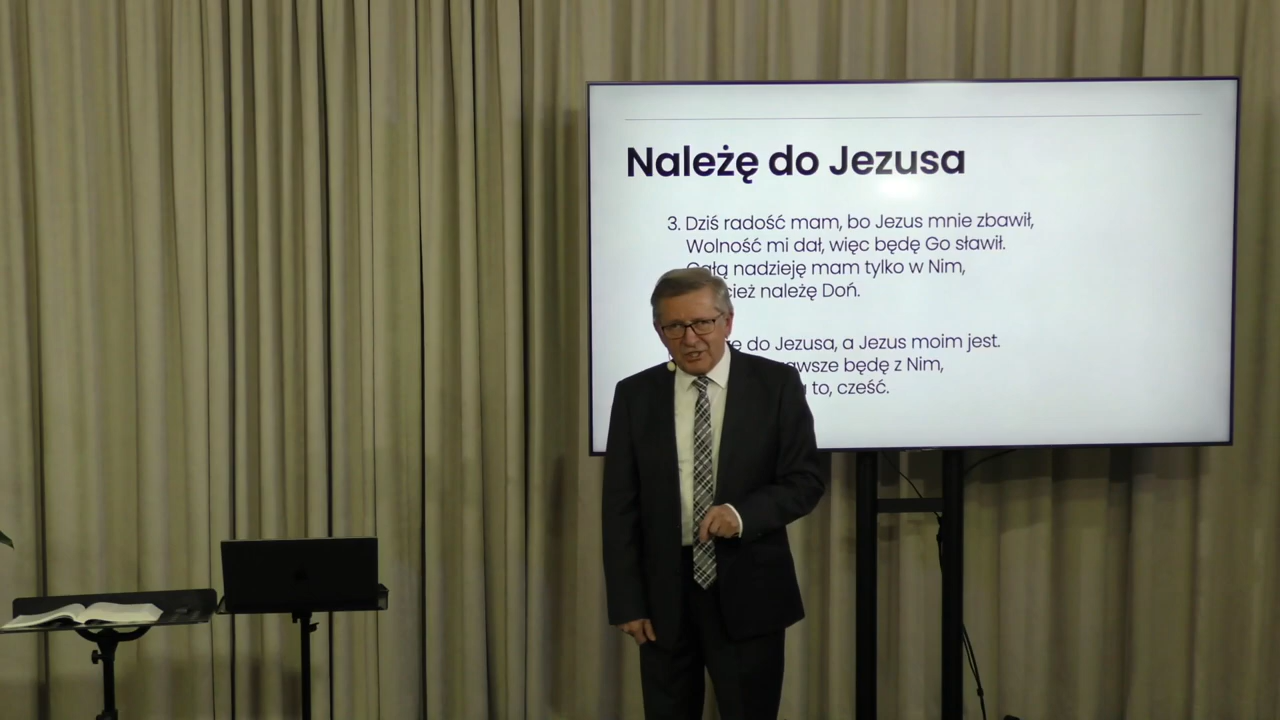 Należę do Jezusa
3. Dziś radość mam, bo Jezus mnie zbawił,
Wolność mi dał, więc będę Go sławił.
Całą nadzieję mam tylko w Nim,
należę Doń.
do Jezusa, a Jezus moim jest.
będę z Nim,
to, cześć.